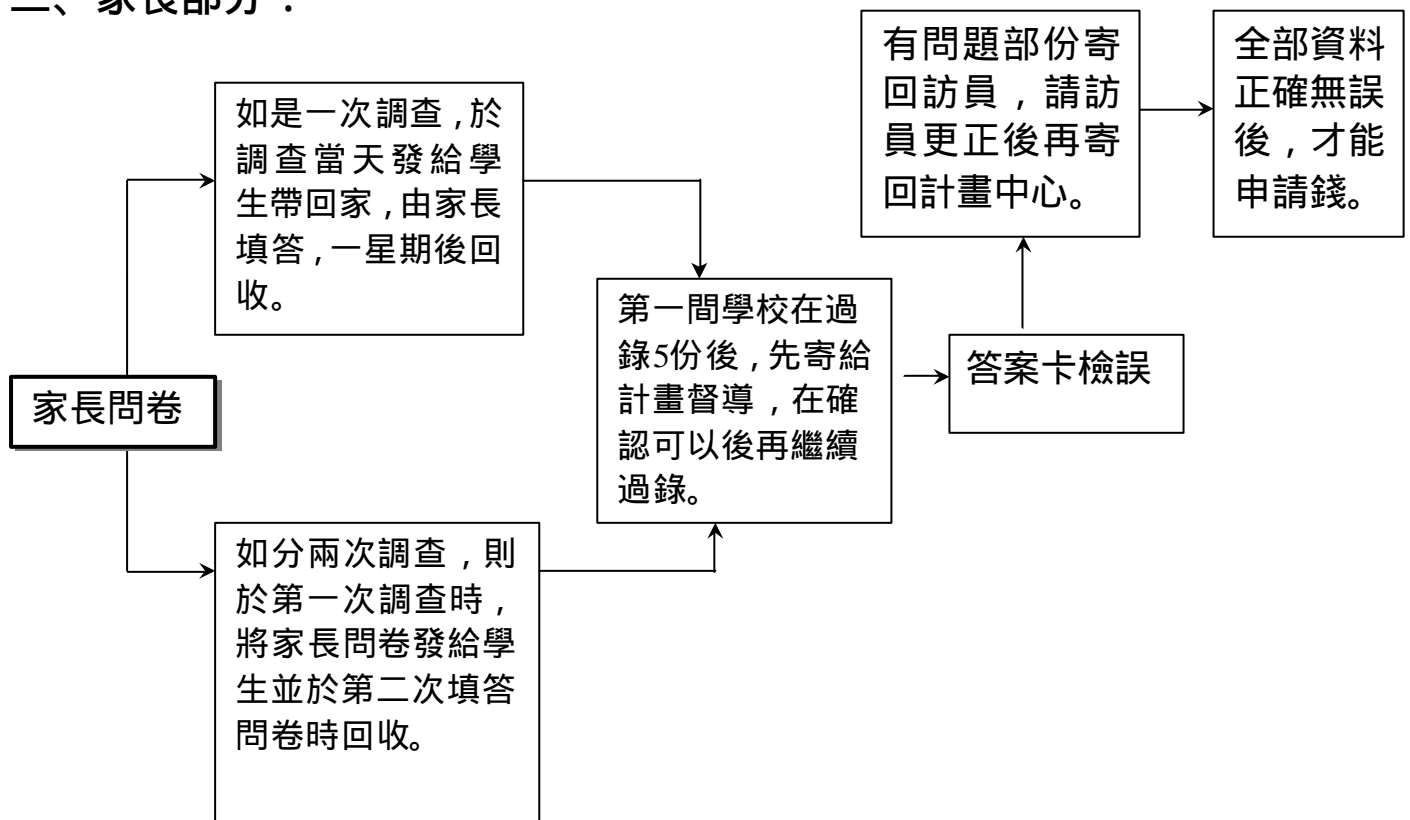 、家長部分：
如是一次調查，於
調查當天發給學
生帶回家，由家長
填答，一星期後回
收。
家長問卷
如分兩次調查，則
於第一次調查時，
將家長問卷發給學
生並於第二次填答
問卷時回收。
第一間學校在過
錄5份後，先寄給
計畫督導，在確
認可以後再繼續
過錄。
答案卡檢誤
有問題部份寄
回訪員，請訪
員更正後再寄
回計畫中心。
全部資料
正確無誤
後，才能
申請錢。